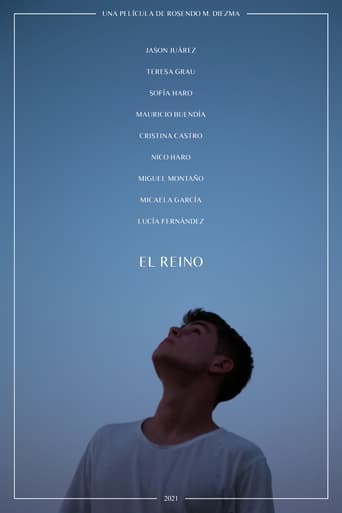 UNA PELÍCULA DE ROSENDO M. DIEZMA
JASON JUÁREZ
TERESA GRAU
SOFÍA HARO
MAURICIO BUENDÍA
CRISTINA CASTRO
NICO HARO
MIGUEL MONTAÑO
MICAELA GARCÍA
LUCÍA FERNÁNDEZ
EL REINO
2021